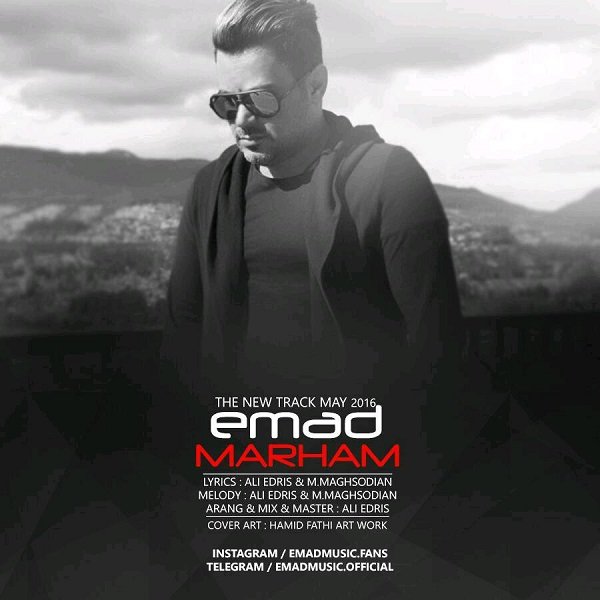 THE NEW TRACK MAY 2016
emad
MARHAM
LYRICS : ALI EDRIS & M.MAGHSODIAN
MELODY : ALI EDRIS & M.MAGHSODIAN
ARANG & MIX & MASTER : ALI EDRIS
COVER ART : HAMID FATHI ART WORK
INSTAGRAM / EMADMUSIC.FANS
TELEGRAM / EMADMUSIC.OFFICIAL